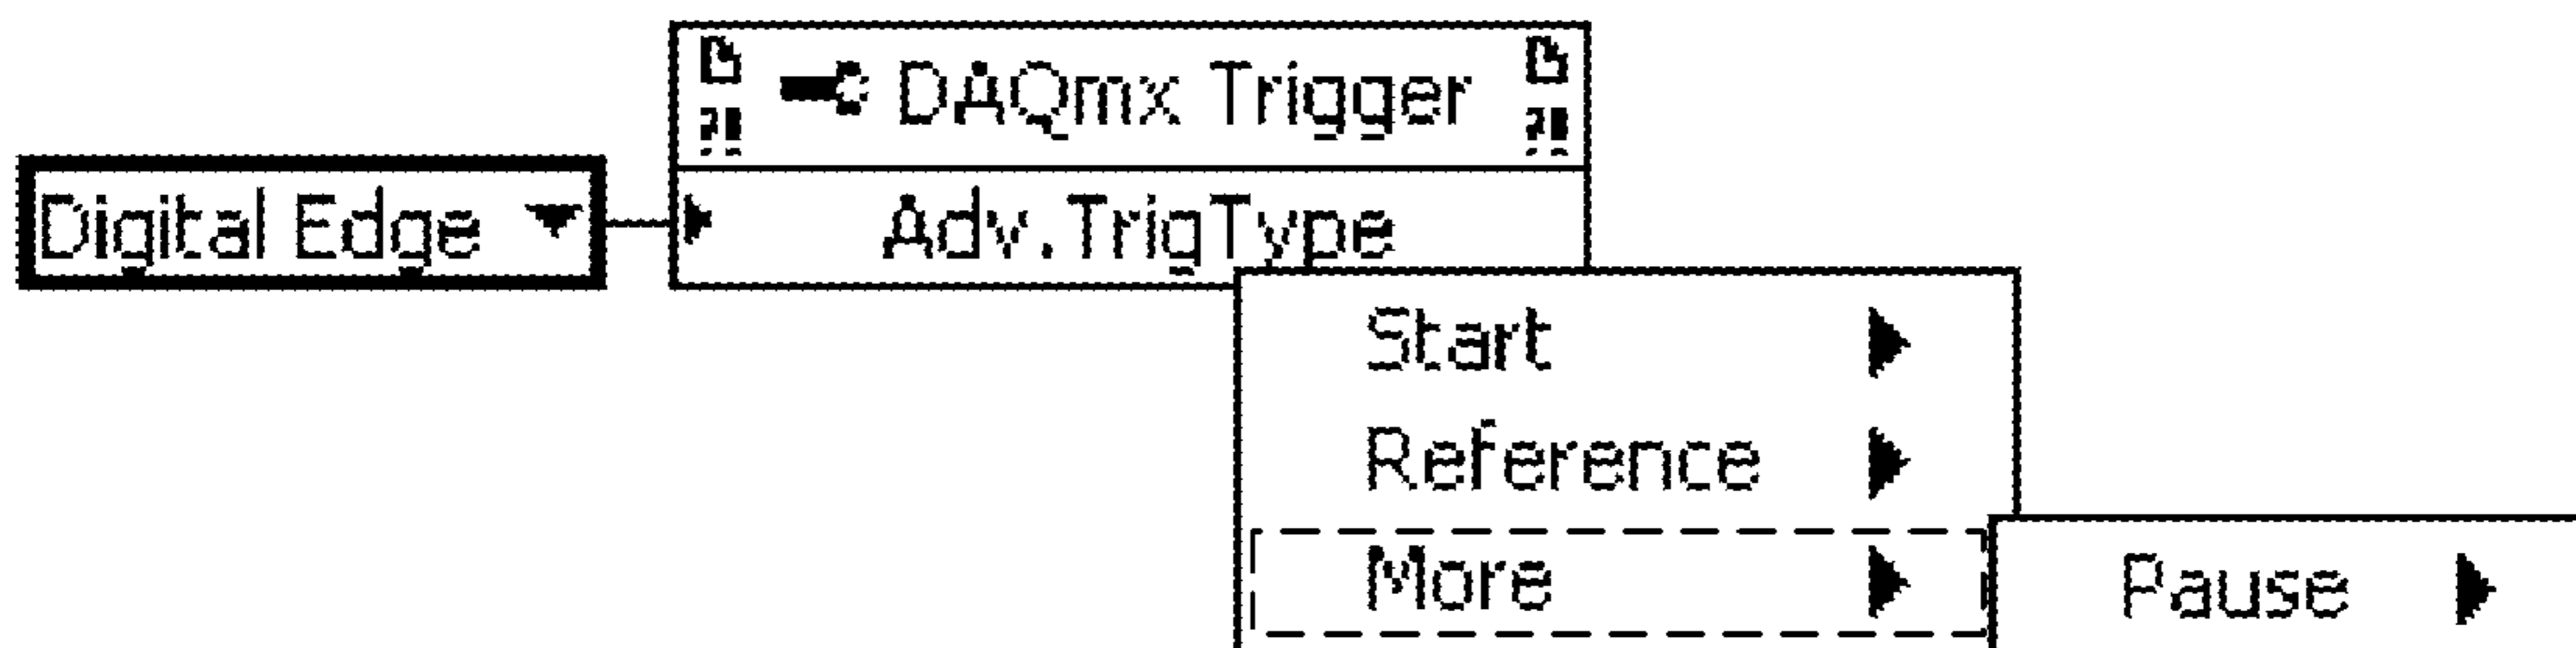 DAQmx Trigger
Digital Edge
Adv.TrigType
Start
Reference
More
Pause